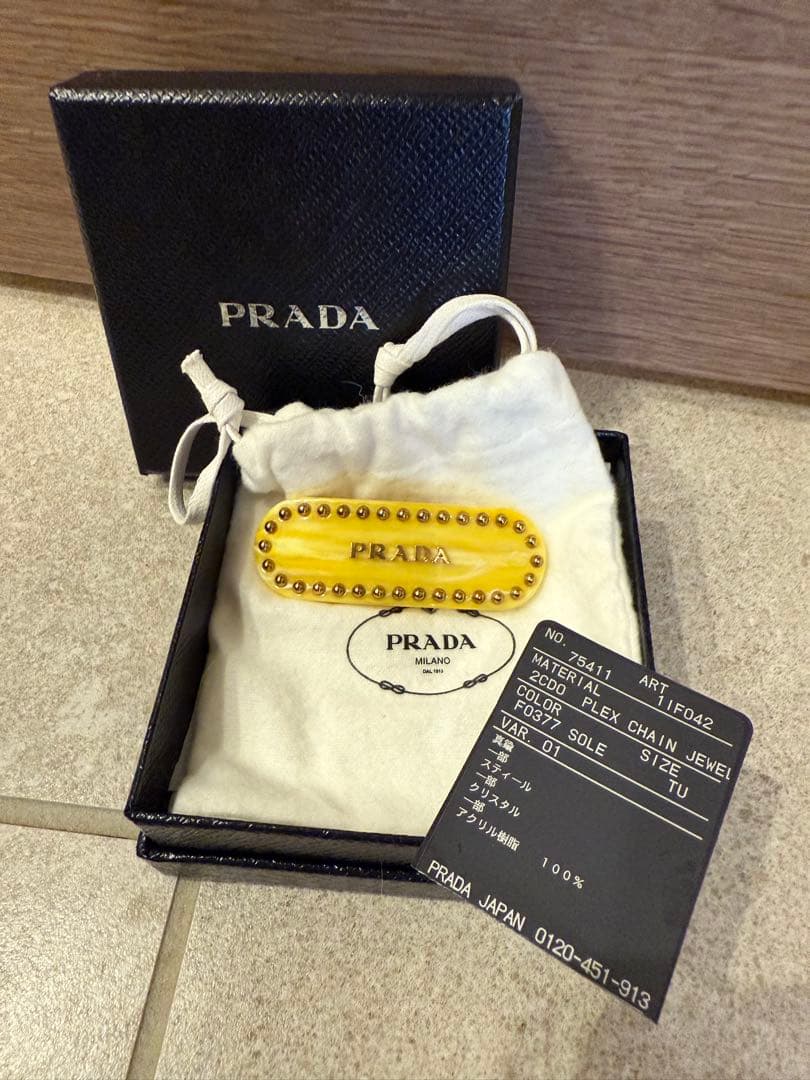 PRADA
PRADA
PRADA
MILANO
DAL 1913
NO. 75411 ART 1IF042
MATERIAL
2CD0 PLEX CHAIN JEWEL
COLOR SIZE
F0377 SOLE TU
VAR. 01
真鍮
一部
スティール
一部
クリスタル
一部
アクリル樹脂 100%
PRADA JAPAN 0120-451-913